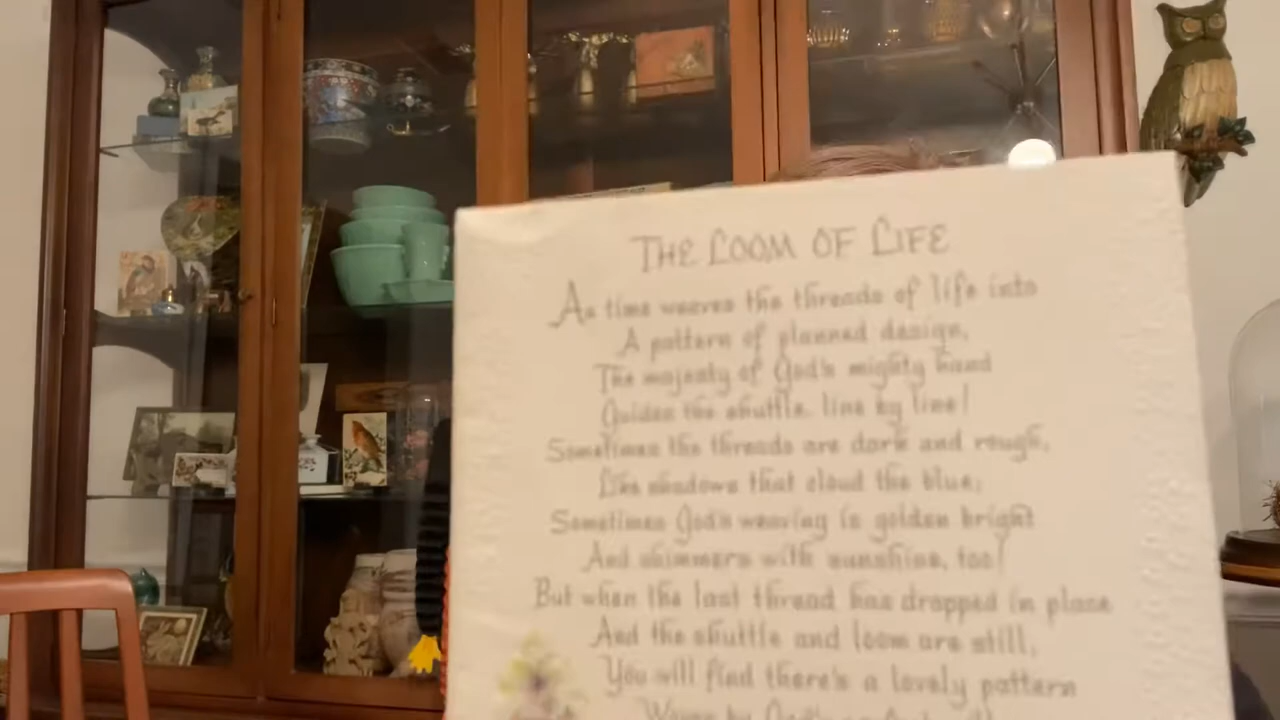 THE LOOM OF LIFE
As time weaves the threads of life into
A pattern of planned design,
The majesty of God's mighty hand
Guides the shuttle, line by line!
Sometimes the threads are dark and rough,
Like shadows that cloud the blue;
Sometimes God's weaving is golden bright
And shimmers with sunshine, too!
But when the last thread has dropped in place
And the shuttle and loom are still,
You will find there's a lovely pattern